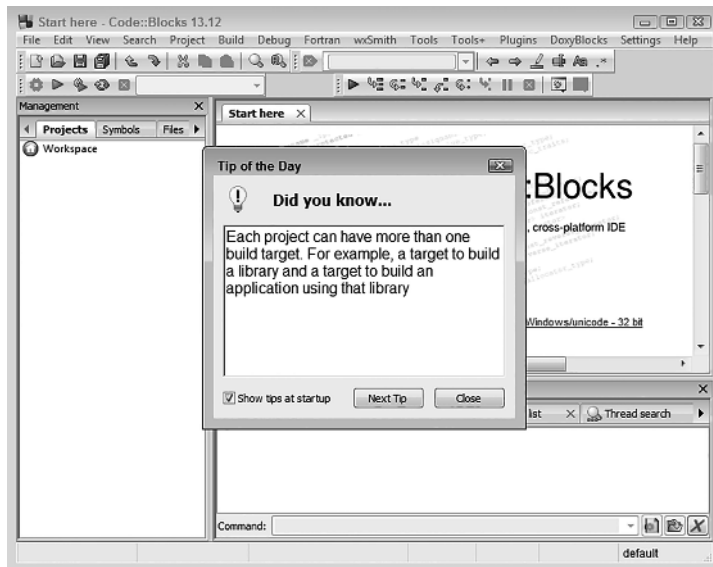 Start here - Code::Blocks 13.12
File Edit View Search Project Build Debug Fortran wxSmith Tools Tools+ Plugins DoxyBlocks Settings Help
Management
Start here
Projects Symbols Files
Workspace
Tip of the Day
Did you know...
Each project can have more than one
build target. For example, a target to build
a library and a target to build an
application using that library
Show tips at startup Next Tip Close
::Blocks
, cross-platform IDE
Windows/unicode - 32 bit
list Thread search
Command:
default